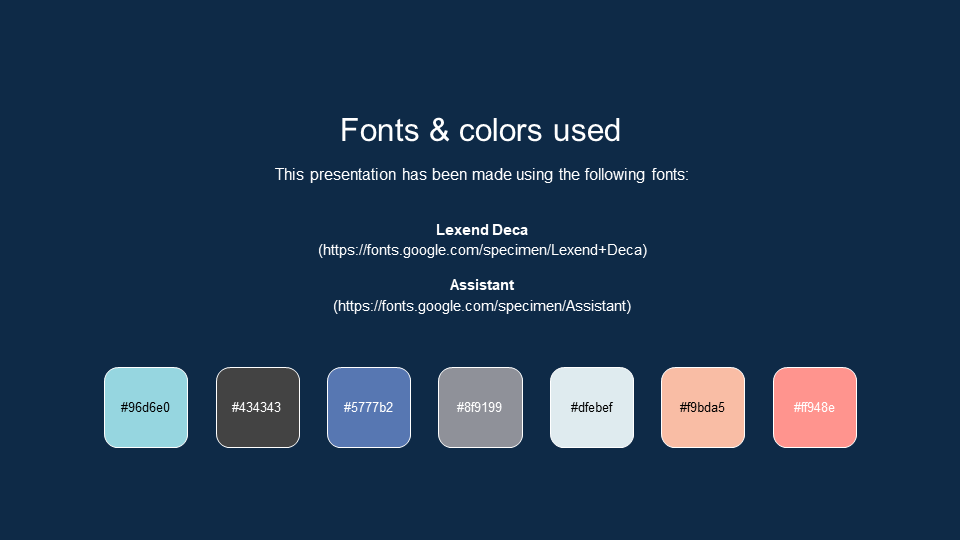 Fonts & colors used
This presentation has been made using the following fonts:
Lexend Deca
(https://fonts.google.com/specimen/Lexend+Deca)
Assistant
(https://fonts.google.com/specimen/Assistant)
#96d6e0 #434343 #5777b2 #8f9199 #dfebef #f9bda5 #ff948e